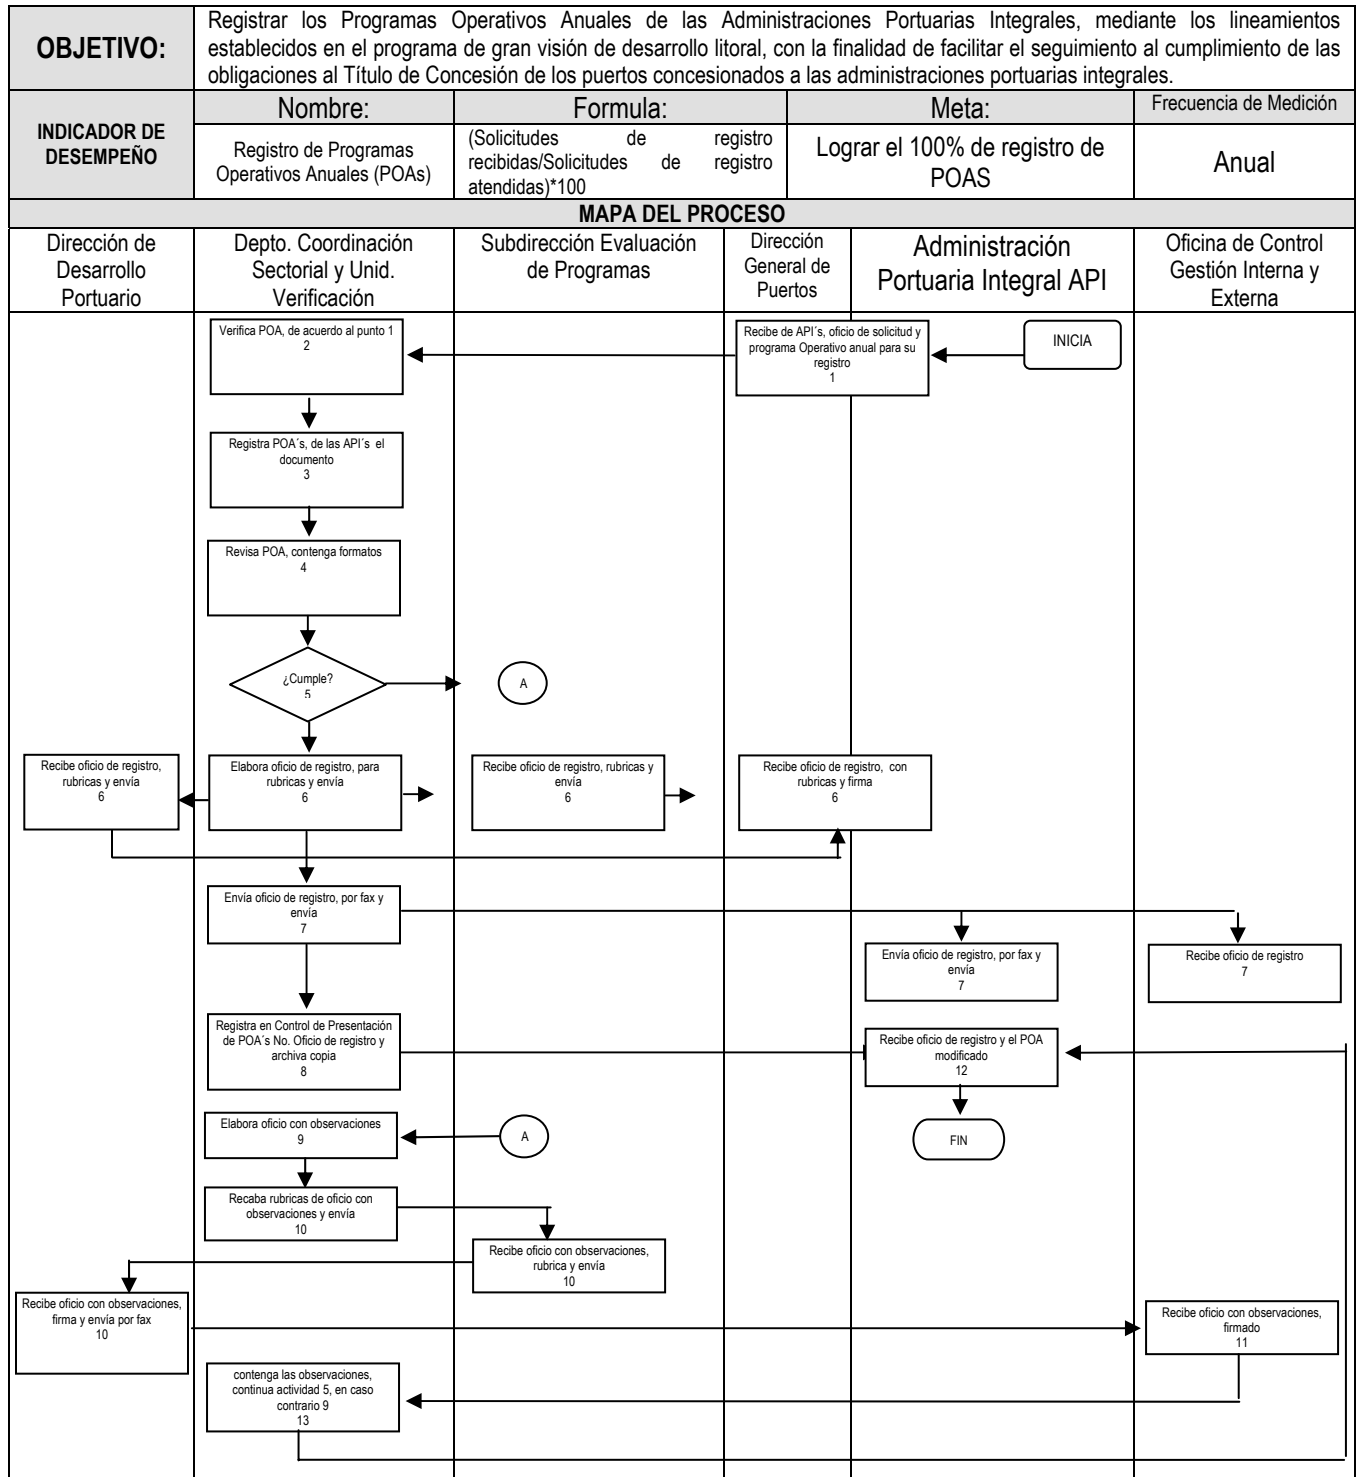 OBJETIVO:
Registrar los Programas Operativos Anuales de las Administraciones Portuarias Integrales, mediante los lineamientos
establecidos en el programa de gran visión de desarrollo litoral, con la finalidad de facilitar el seguimiento al cumplimiento de las
obligaciones al Título de Concesión de los puertos concesionados a las administraciones portuarias integrales.
INDICADOR DE
DESEMPEÑO
Nombre:
Formula:
Meta:
Frecuencia de Medición
Registro de Programas
Operativos Anuales (POAs)
(Solicitudes de registro
recibidas/Solicitudes de registro
atendidas)*100
Lograr el 100% de registro de
POAS
Anual
MAPA DEL PROCESO
Dirección de
Desarrollo
Portuario
Depto. Coordinación
Sectorial y Unid.
Verificación
Subdirección Evaluación
de Programas
Dirección
General de
Puertos
Administración
Portuaria Integral API
Oficina de Control
Gestión Interna y
Externa
Verifica POA, de acuerdo al punto 1
2
Recibe de API´s, oficio de solicitud y
programa Operativo anual para su
registro
1
INICIA
Registra POA´s, de las API´s el
documento
3
Revisa POA, contenga formatos
4
¿Cumple?
5
A
Recibe oficio de registro,
rubricas y envía
6
Elabora oficio de registro, para
rubricas y envía
6
Recibe oficio de registro, rubricas y
envía
6
Recibe oficio de registro, con
rubricas y firma
6
Envía oficio de registro, por fax y
envía
7
Envía oficio de registro, por fax y
envía
7
Recibe oficio de registro
7
Registra en Control de Presentación
de POA´s No. Oficio de registro y
archiva copia
8
Recibe oficio de registro y el POA
modificado
12
Elabora oficio con observaciones
9
A
FIN
Recaba rubricas de oficio con
observaciones y envía
10
Recibe oficio con observaciones,
rubrica y envía
10
Recibe oficio con observaciones,
firma y envía por fax
10
Recibe oficio con observaciones,
firmado
11
contenga las observaciones,
continua actividad 5, en caso
contrario 9
13